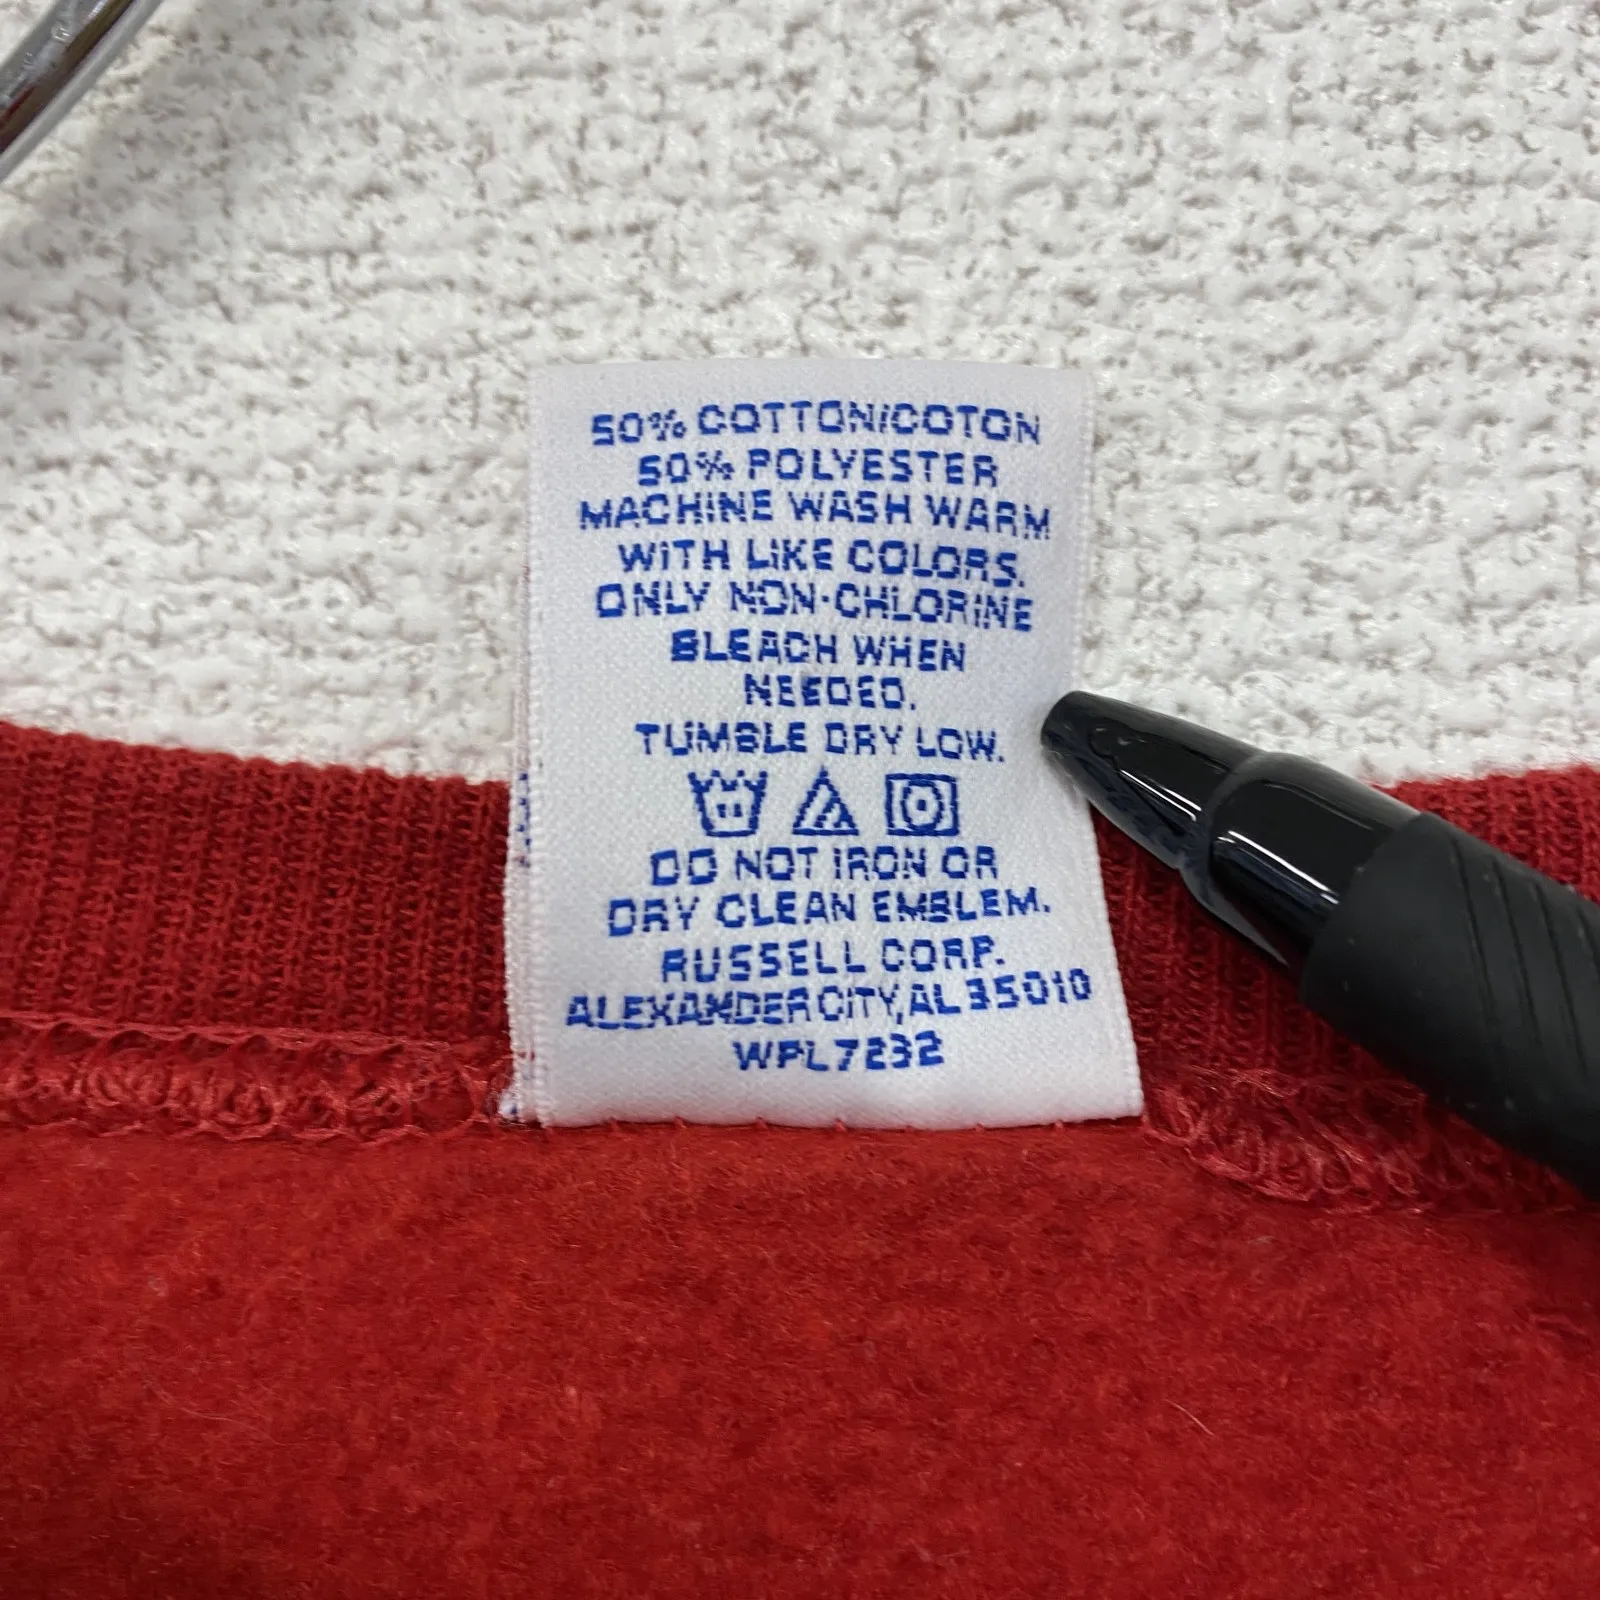 50% COTTON/COTON
50% POLYESTER
MACHINE WASH WARM
WITH LIKE COLORS.
ONLY NON-CHLORINE
BLEACH WHEN
NEEDED.
TUMBLE DRY LOW.
DO NOT IRON OR
DRY CLEAN EMBLEM.
RUSSELL CORP.
ALEXANDER CITY, AL 35010
WPL7232